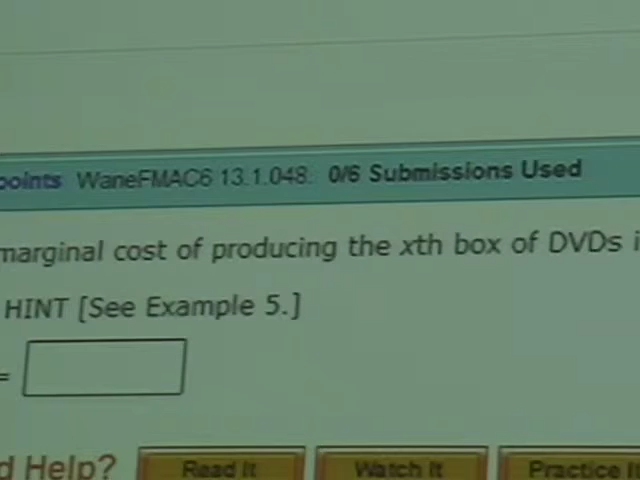 points WaneFMAC6 13.1.048. 0/6 Submissions Used
marginal cost of producing the xth box of DVDs i
HINT [See Example 5.]
=
d Help? Read It Watch It Practice It